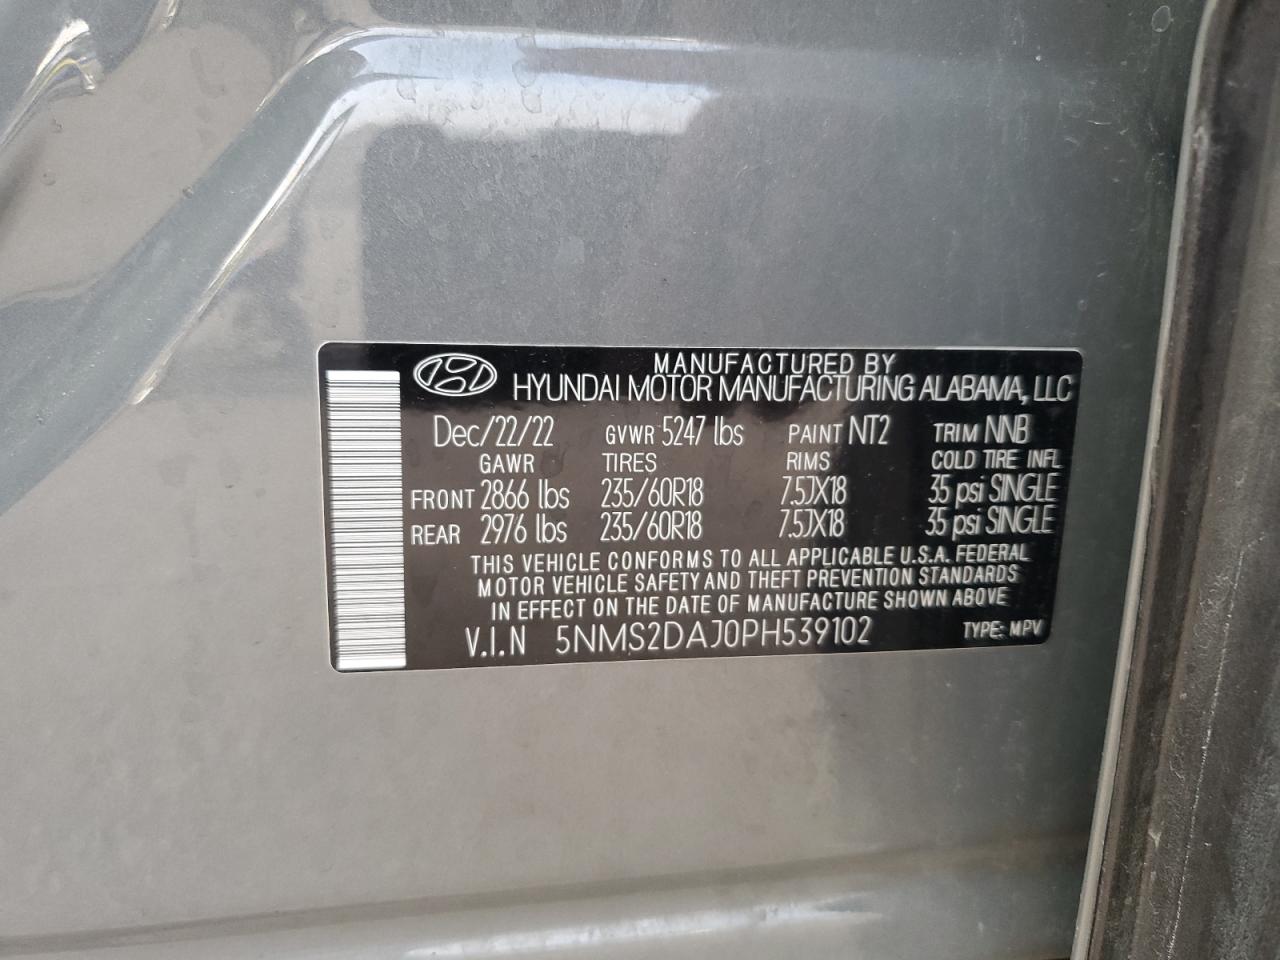 MANUFACTURED BY
HYUNDAI MOTOR MANUFACTURING ALABAMA, LLC
Dec/22/22 GVWR 5247 lbs PAINT NT2 TRIM NNB
GAWR TIRES RIMS COLD TIRE INFL
FRONT 2866 lbs 235/60R18 7.5JX18 35 psi SINGLE
REAR 2976 lbs 235/60R18 7.5JX18 35 psi SINGLE
THIS VEHICLE CONFORMS TO ALL APPLICABLE U.S.A. FEDERAL
MOTOR VEHICLE SAFETY AND THEFT PREVENTION STANDARDS
IN EFFECT ON THE DATE OF MANUFACTURE SHOWN ABOVE
V.I.N 5NMS2DAJ0PH539102 TYPE: MPV